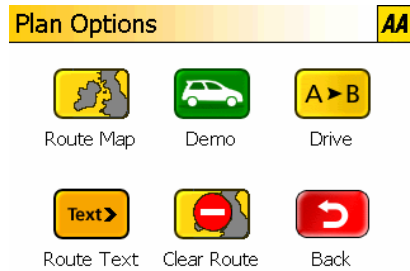 Plan Options AA
A➤B
Route Map Demo Drive
Text>
Route Text Clear Route Back